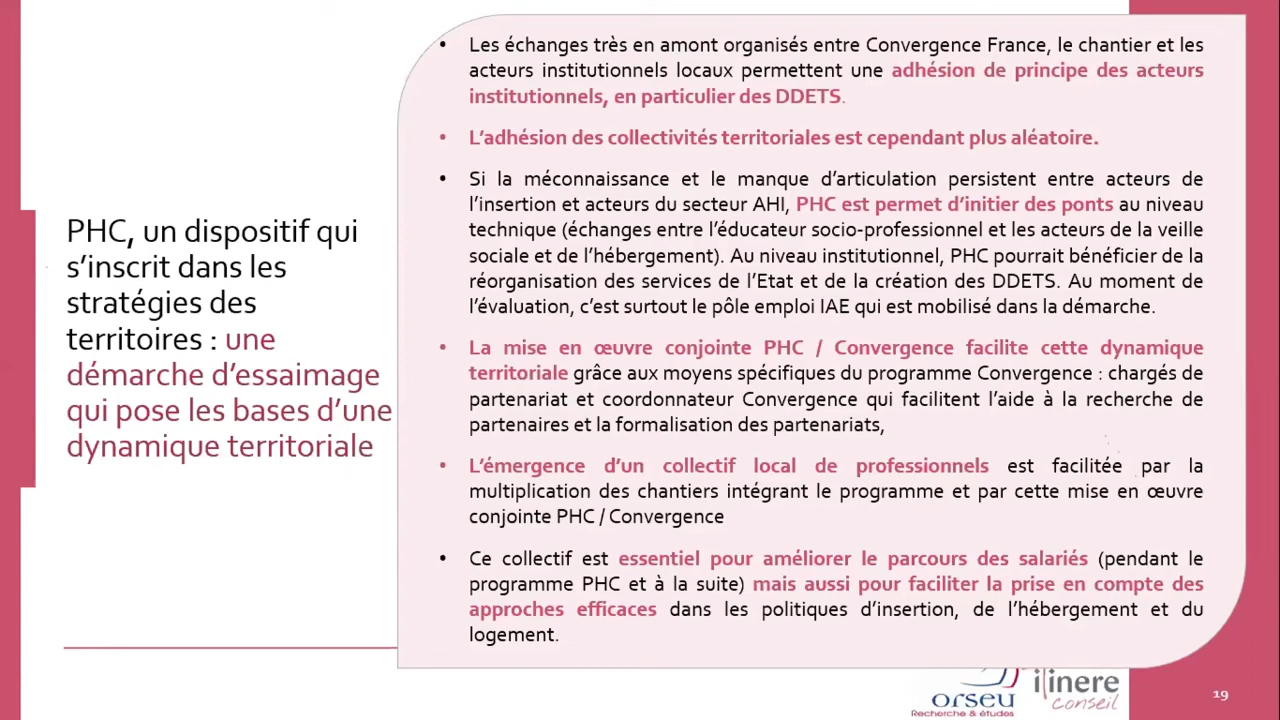 PHC, un dispositif qui
s'inscrit dans les
stratégies des
territoires : une
démarche d'essaimage
qui pose les bases d'une
dynamique territoriale
• Les échanges très en amont organisés entre Convergence France, le chantier et les
acteurs institutionnels locaux permettent une adhésion de principe des acteurs
institutionnels, en particulier des DDETS.
• L'adhésion des collectivités territoriales est cependant plus aléatoire.
• Si la méconnaissance et le manque d'articulation persistent entre acteurs de
l'insertion et acteurs du secteur AHI, PHC est permet d'initier des ponts au niveau
technique (échanges entre l'éducateur socio-professionnel et les acteurs de la veille
sociale et de l'hébergement). Au niveau institutionnel, PHC pourrait bénéficier de la
réorganisation des services de l'Etat et de la création des DDETS. Au moment de
l'évaluation, c'est surtout le pôle emploi IAE qui est mobilisé dans la démarche.
• La mise en œuvre conjointe PHC / Convergence facilite cette dynamique
territoriale grâce aux moyens spécifiques du programme Convergence : chargés de
partenariat et coordonnateur Convergence qui facilitent l'aide à la recherche de
partenaires et la formalisation des partenariats,
• L'émergence d'un collectif local de professionnels est facilitée par la
multiplication des chantiers intégrant le programme et par cette mise en œuvre
conjointe PHC / Convergence
• Ce collectif est essentiel pour améliorer le parcours des salariés (pendant le
programme PHC et à la suite) mais aussi pour faciliter la prise en compte des
approches efficaces dans les politiques d'insertion, de l'hébergement et du
logement.
orseu
Recherche & études
itinere
conseil
19